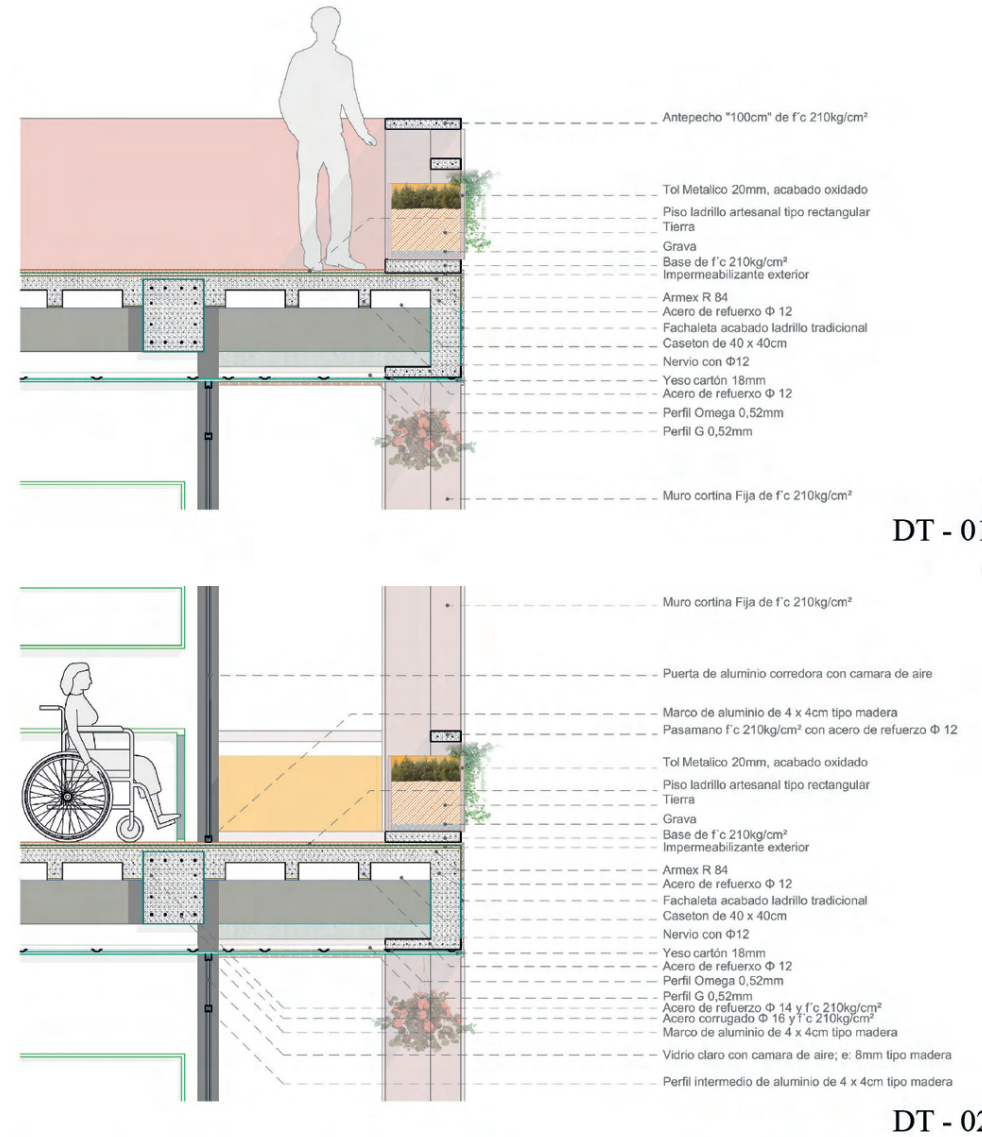 Antepecho "100cm" de f´c 210kg/cm²
Tol Metalico 20mm, acabado oxidado
Piso ladrillo artesanal tipo rectangular
Tierra
Grava
Base de f´c 210kg/cm²
Impermeabilizante exterior
Armex R 84
Acero de refuerxo Φ 12
Fachaleta acabado ladrillo tradicional
Caseton de 40 x 40cm
Nervio con Φ12
Yeso cartón 18mm
Acero de refuerxo Φ 12
Perfil Omega 0,52mm
Perfil G 0,52mm
Muro cortina Fija de f´c 210kg/cm²
DT - 01
Muro cortina Fija de f´c 210kg/cm²
Puerta de aluminio corredora con camara de aire
Marco de aluminio de 4 x 4cm tipo madera
Pasamano f´c 210kg/cm² con acero de refuerzo Φ 12
Tol Metalico 20mm, acabado oxidado
Piso ladrillo artesanal tipo rectangular
Tierra
Grava
Base de f´c 210kg/cm²
Impermeabilizante exterior
Armex R 84
Acero de refuerxo Φ 12
Fachaleta acabado ladrillo tradicional
Caseton de 40 x 40cm
Nervio con Φ12
Yeso cartón 18mm
Acero de refuerxo Φ 12
Perfil Omega 0,52mm
Perfil G 0,52mm
Acero de refuerzo Φ 14 y f´c 210kg/cm²
Acero corrugado Φ 16 y f´c 210kg/cm²
Marco de aluminio de 4 x 4cm tipo madera
Vidrio claro con camara de aire; e: 8mm tipo madera
Perfil intermedio de aluminio de 4 x 4cm tipo madera
DT - 02